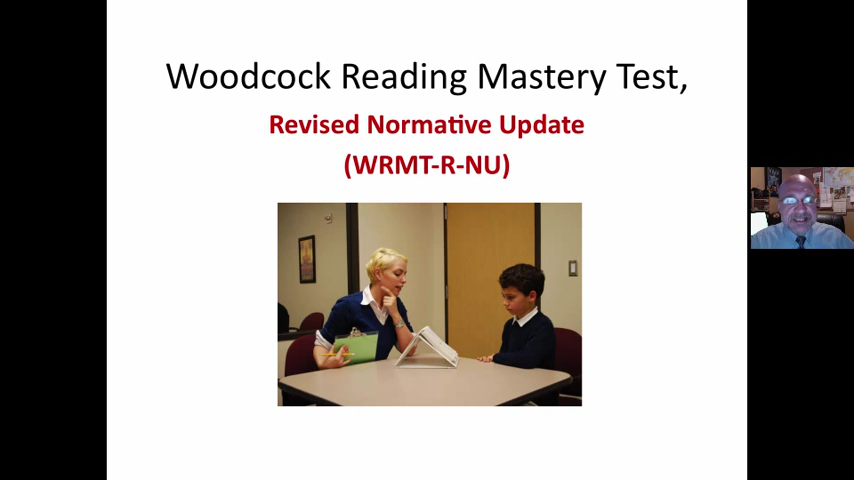 Woodcock Reading Mastery Test,
Revised Normative Update
(WRMT-R-NU)